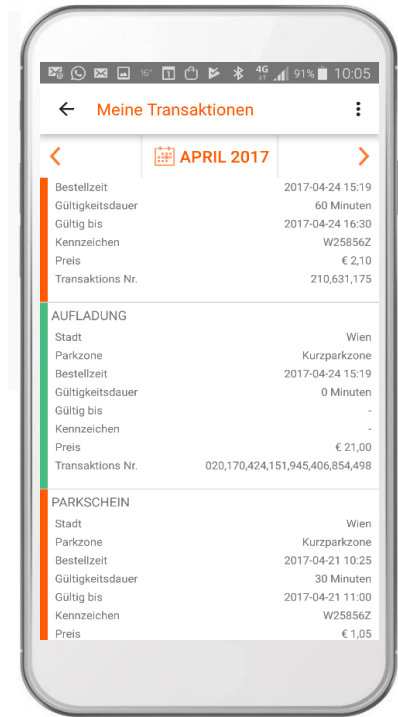 16° 1 4G 91% 10:05
Meine Transaktionen
APRIL 2017
Bestellzeit 2017-04-24 15:19
Gültigkeitsdauer 60 Minuten
Gültig bis 2017-04-24 16:30
Kennzeichen W25856Z
Preis € 2,10
Transaktions Nr. 210,631,175
AUFLADUNG
Stadt Wien
Parkzone Kurzparkzone
Bestellzeit 2017-04-24 15:19
Gültigkeitsdauer 0 Minuten
Gültig bis -
Kennzeichen -
Preis € 21,00
Transaktions Nr. 020,170,424,151,945,406,854,498
PARKSCHEIN
Stadt Wien
Parkzone Kurzparkzone
Bestellzeit 2017-04-21 10:25
Gültigkeitsdauer 30 Minuten
Gültig bis 2017-04-21 11:00
Kennzeichen W25856Z
Preis € 1,05